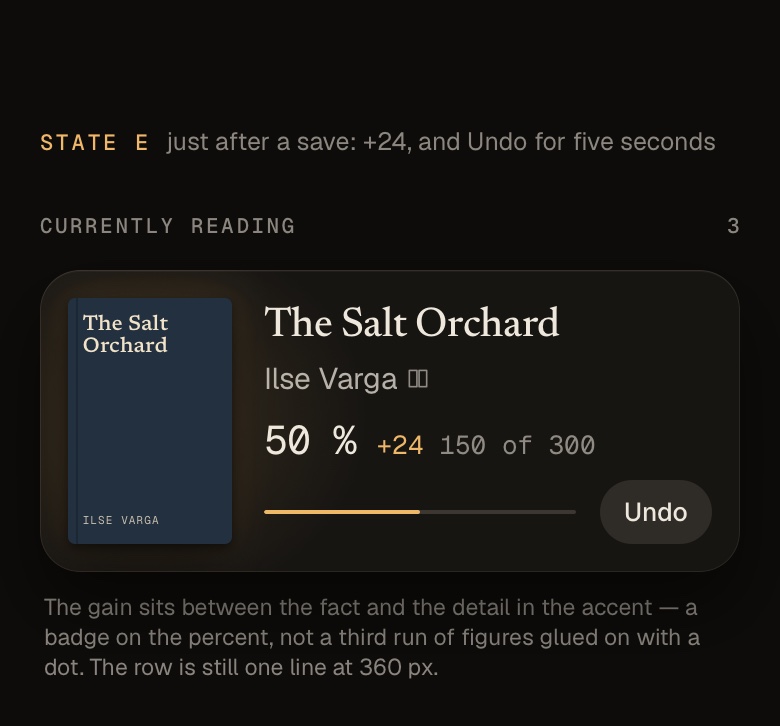 STATE E just after a save: +24, and Undo for five seconds
CURRENTLY READING 3
The Salt
Orchard
ILSE VARGA
The Salt Orchard
Ilse Varga
50 % +24 150 of 300
Undo
The gain sits between the fact and the detail in the accent — a
badge on the percent, not a third run of figures glued on with a
dot. The row is still one line at 360 px.